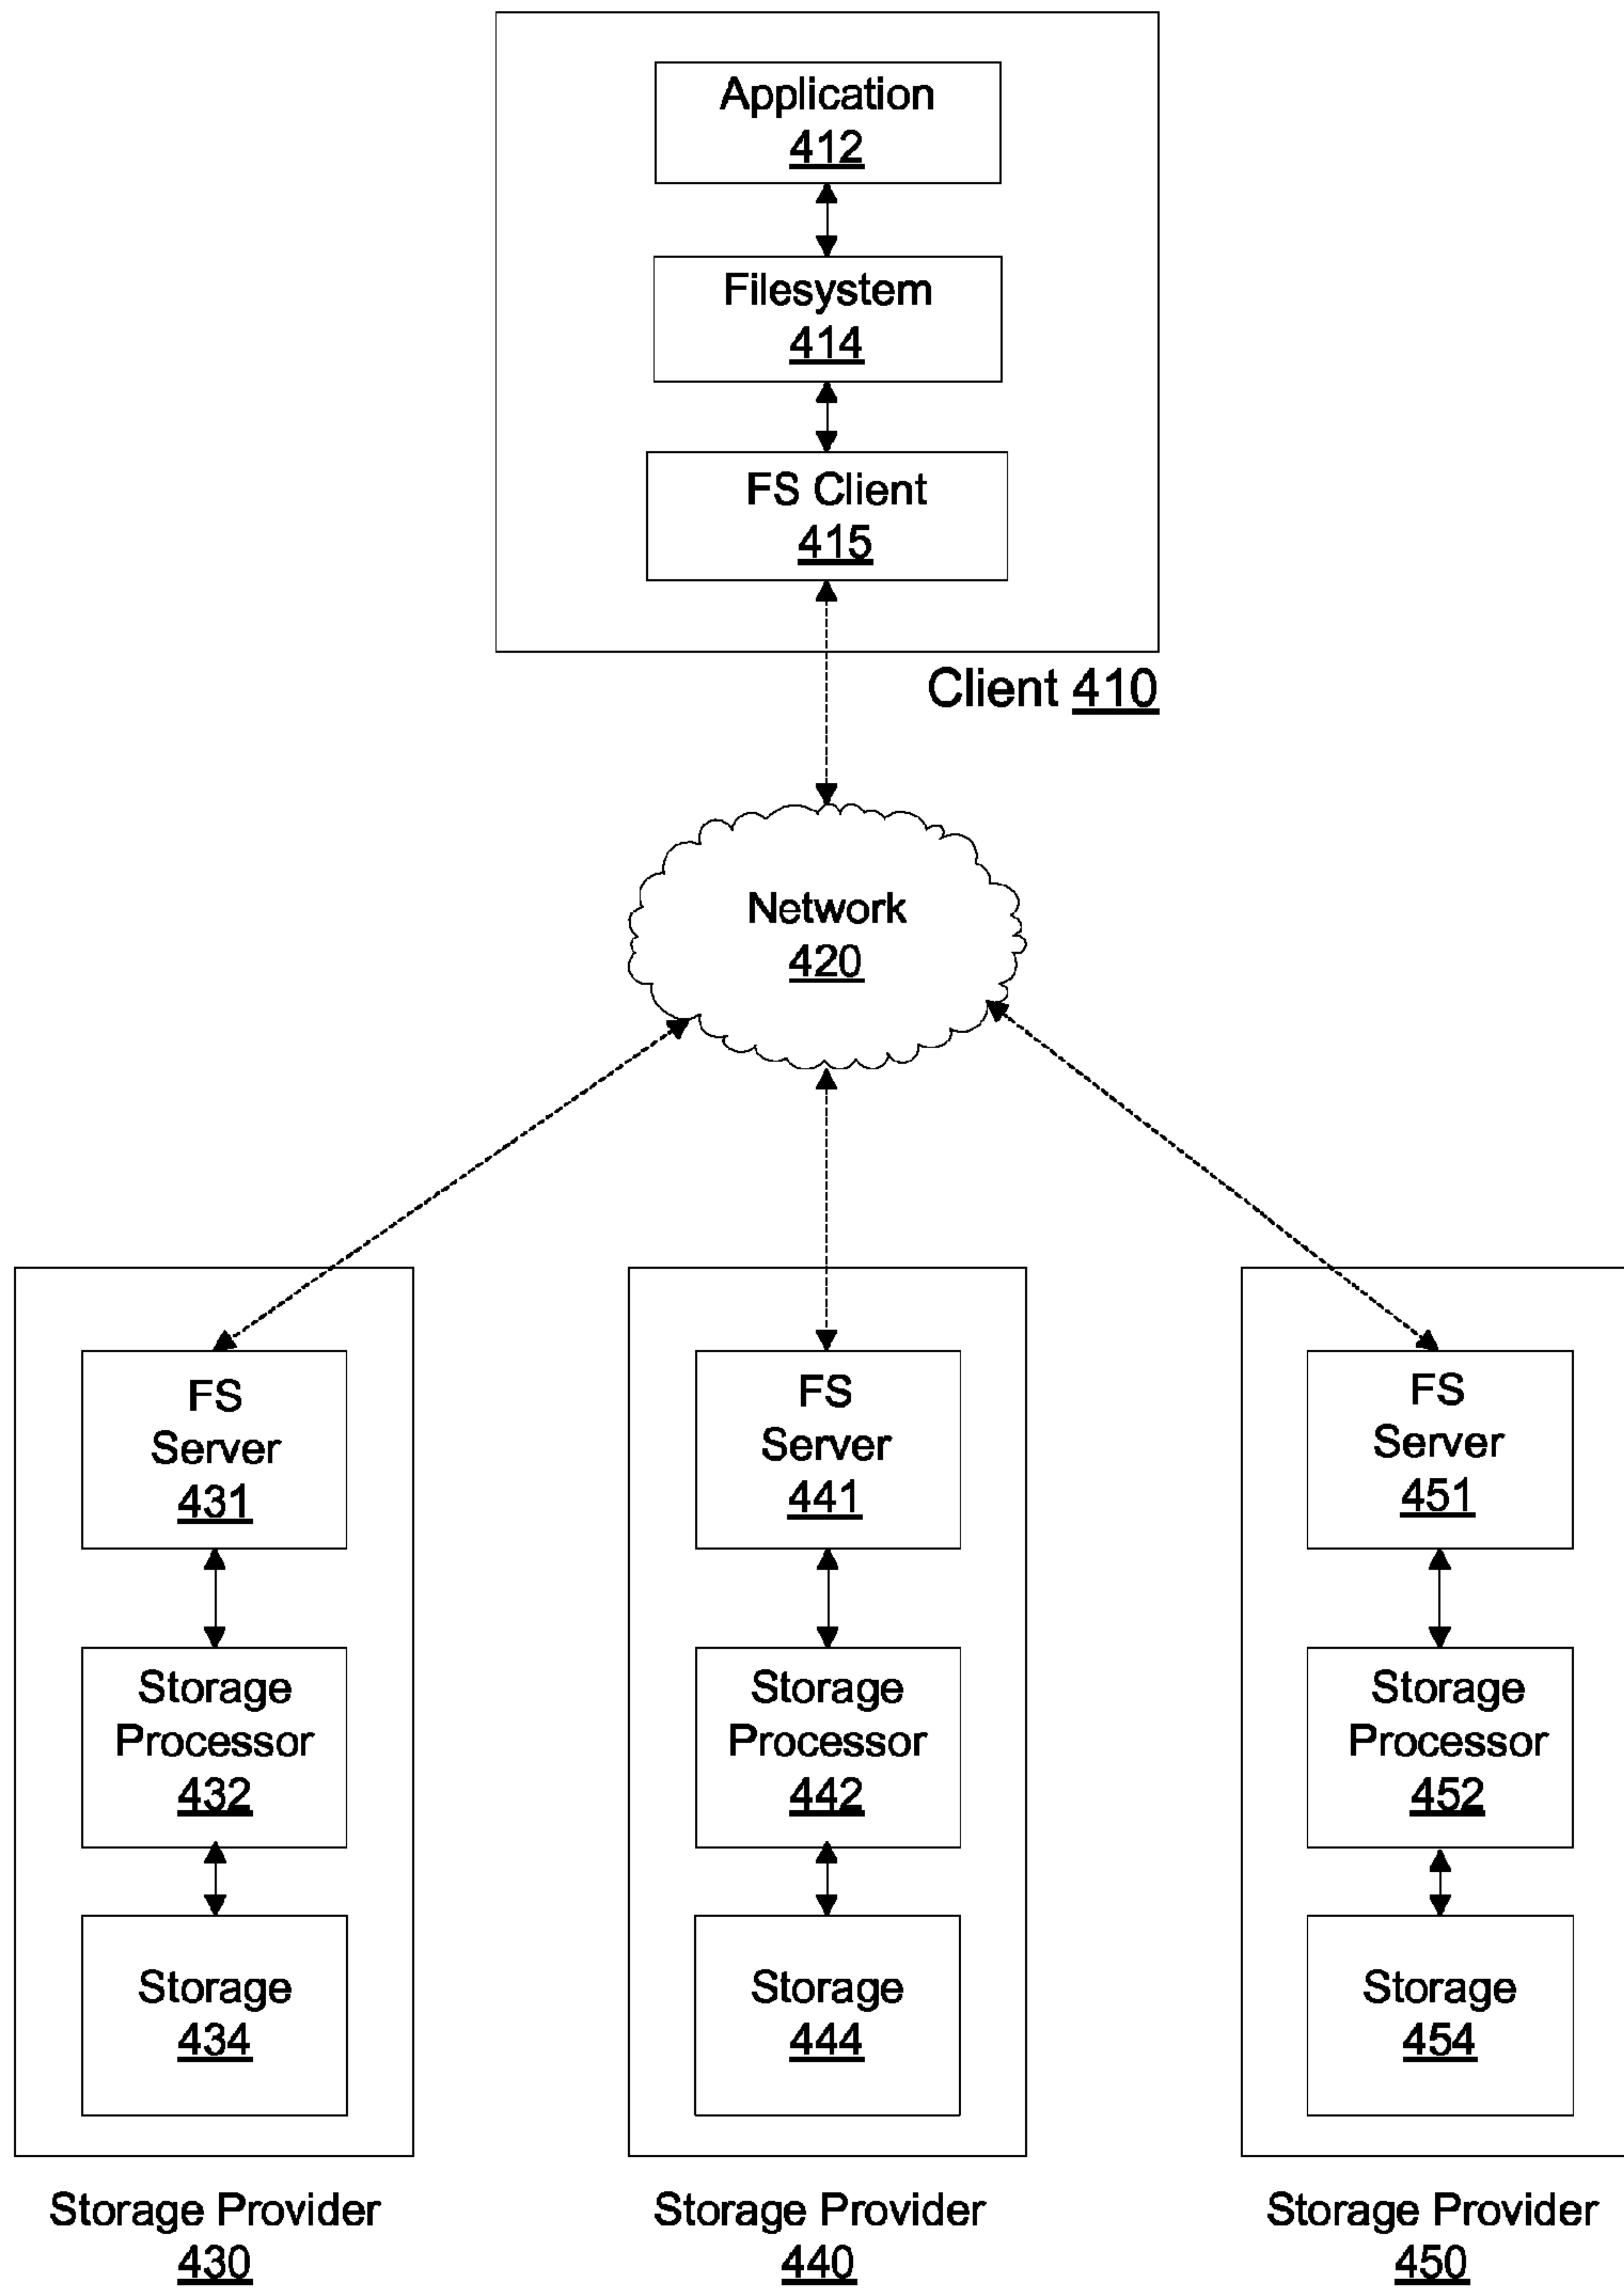 Application
412
Filesystem
414
FS Client
415
Client 410
Network
420
FS
Server
431
Storage
Processor
432
Storage
434
Storage Provider
430
FS
Server
441
Storage
Processor
442
Storage
444
Storage Provider
440
FS
Server
451
Storage
Processor
452
Storage
454
Storage Provider
450